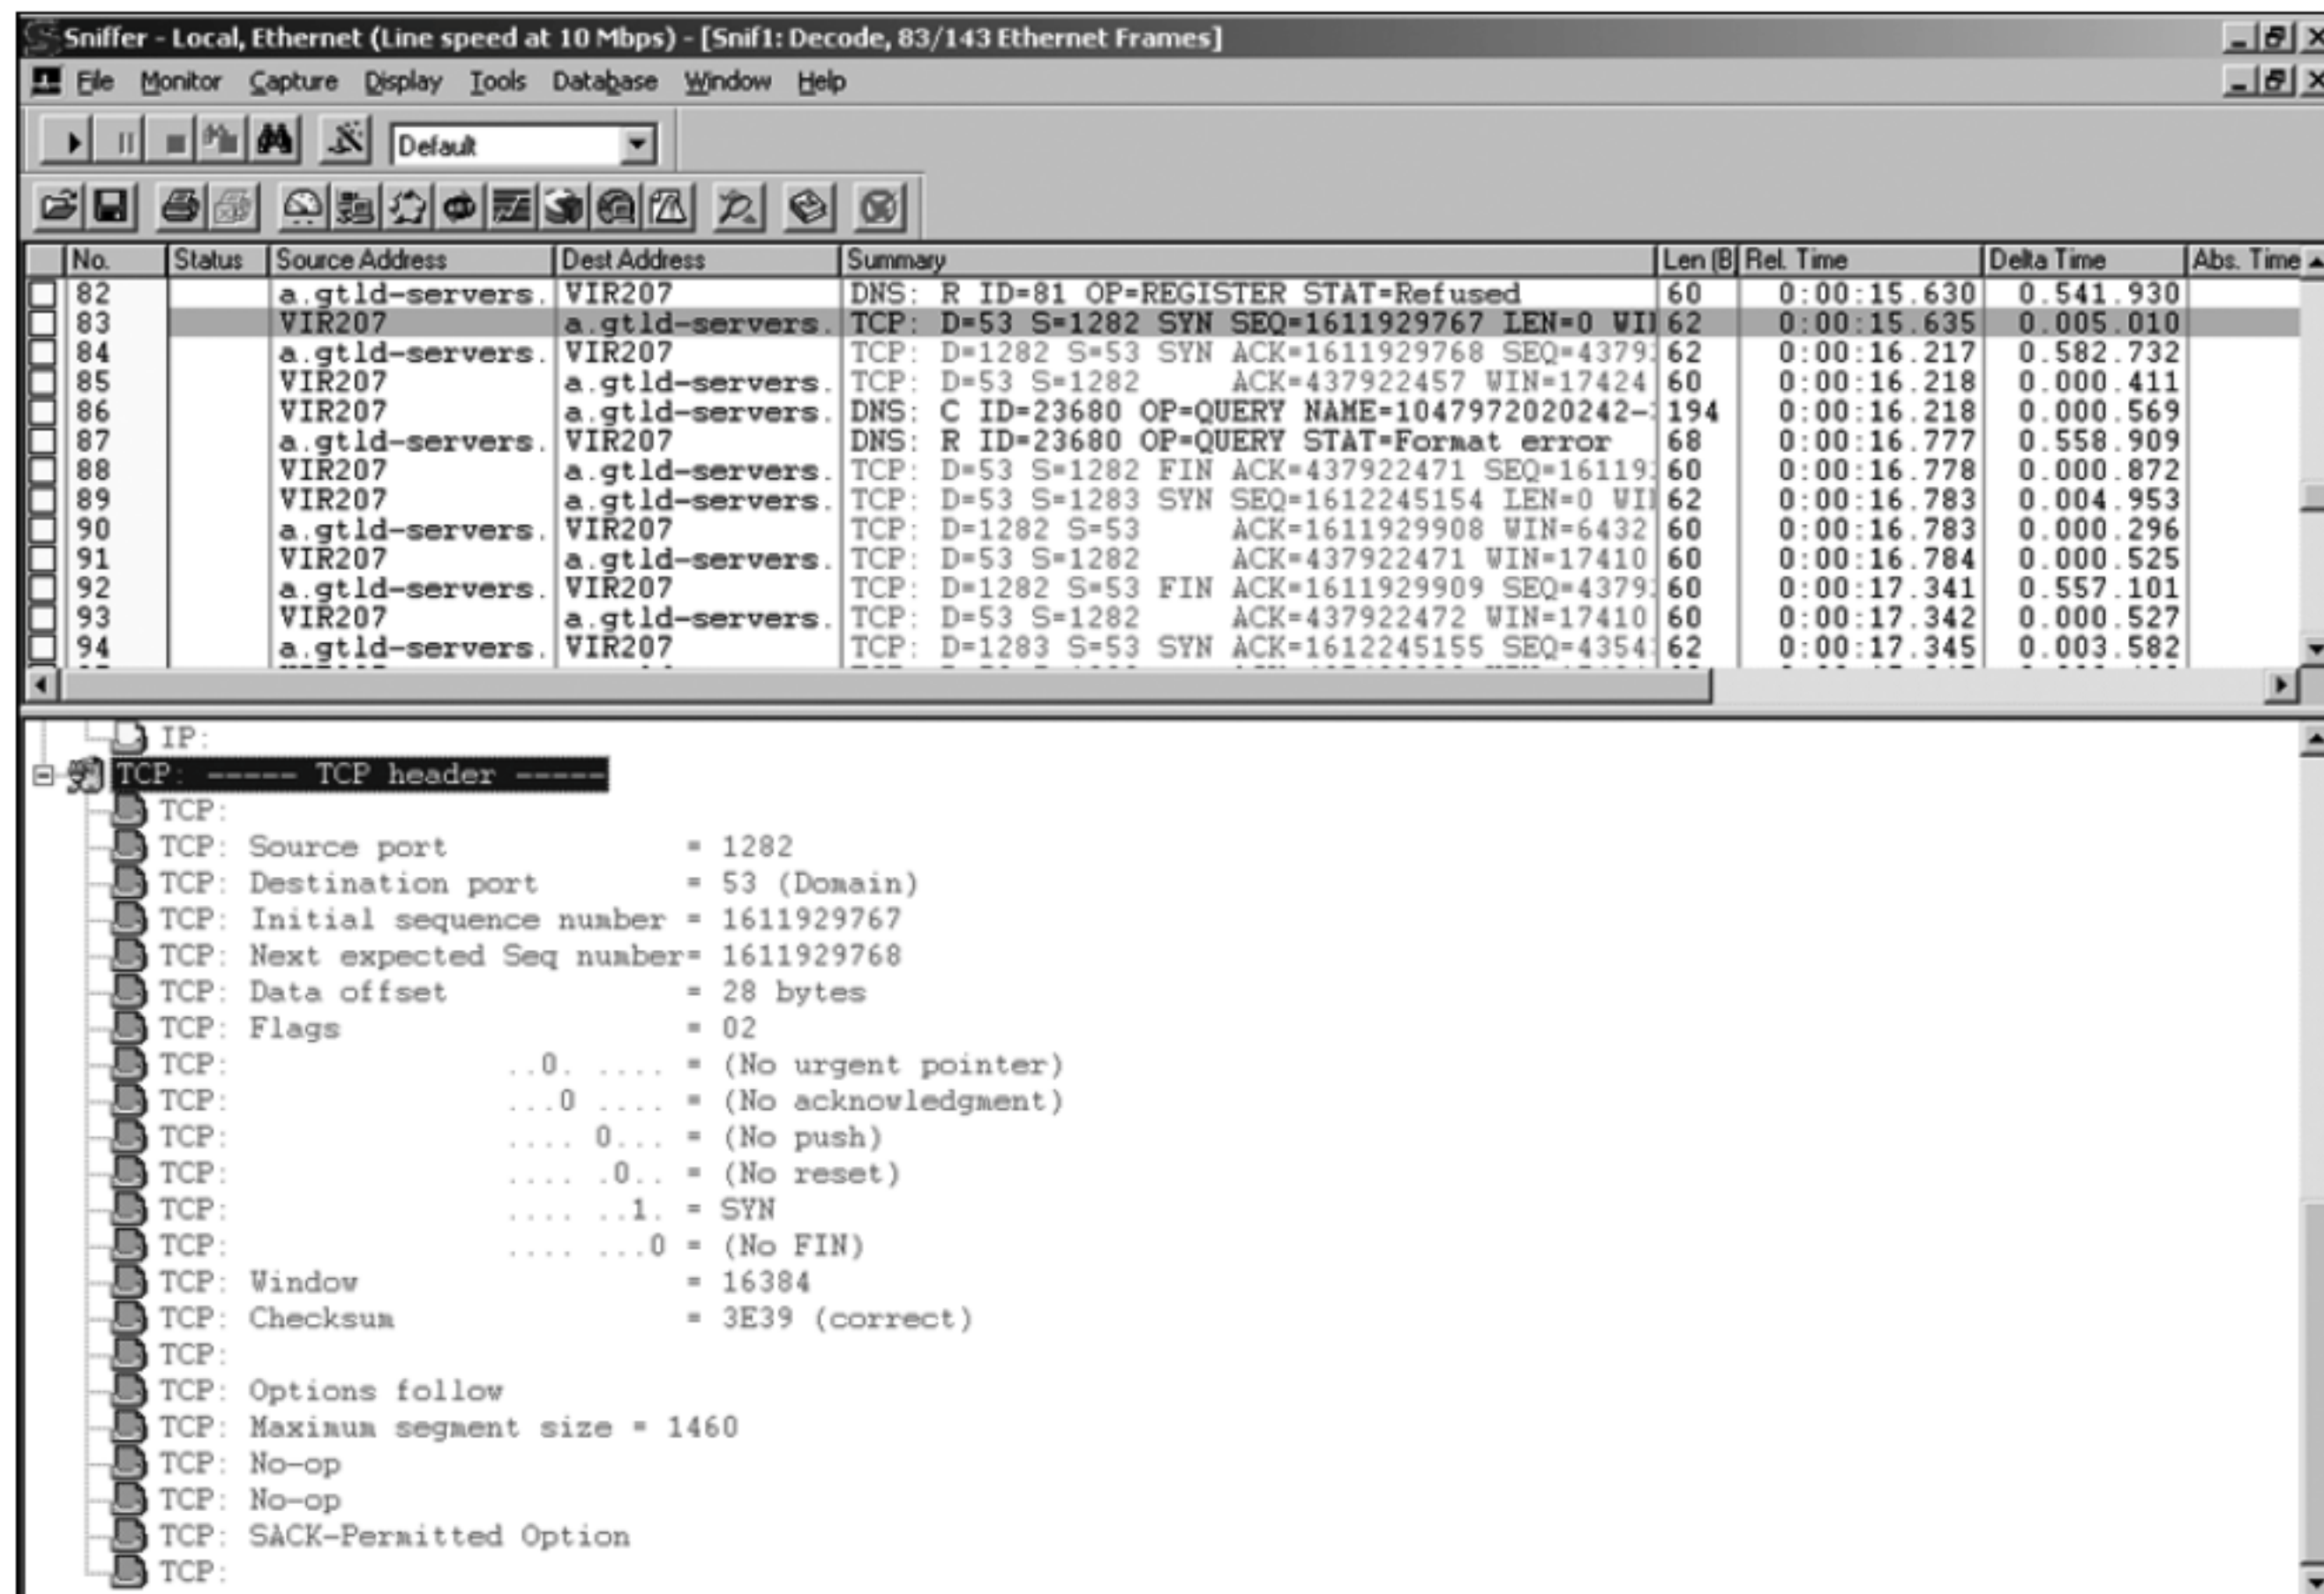 Sniffer - Local, Ethernet (Line speed at 10 Mbps) - [Snif1: Decode, 83/143 Ethernet Frames]
File Monitor Capture Display Tools Database Window Help
Default
No. Status Source Address Dest Address Summary Len (B Rel. Time Delta Time Abs. Time
82 a.gtld-servers. VIR207 DNS: R ID=81 OP=REGISTER STAT=Refused 60 0:00:15.630 0.541.930
83 VIR207 a.gtld-servers. TCP: D=53 S=1282 SYN SEQ=1611929767 LEN=0 WI 62 0:00:15.635 0.005.010
84 a.gtld-servers. VIR207 TCP: D=1282 S=53 SYN ACK=1611929768 SEQ=4379 62 0:00:16.217 0.582.732
85 VIR207 a.gtld-servers. TCP: D=53 S=1282 ACK=437922457 WIN=17424 60 0:00:16.218 0.000.411
86 VIR207 a.gtld-servers. DNS: C ID=23680 OP=QUERY NAME=1047972020242- 194 0:00:16.218 0.000.569
87 a.gtld-servers. VIR207 DNS: R ID=23680 OP=QUERY STAT=Format error 68 0:00:16.777 0.558.909
88 VIR207 a.gtld-servers. TCP: D=53 S=1282 FIN ACK=437922471 SEQ=16119 60 0:00:16.778 0.000.872
89 VIR207 a.gtld-servers. TCP: D=53 S=1283 SYN SEQ=1612245154 LEN=0 WI 62 0:00:16.783 0.004.953
90 a.gtld-servers. VIR207 TCP: D=1282 S=53 ACK=1611929908 WIN=6432 60 0:00:16.783 0.000.296
91 VIR207 a.gtld-servers. TCP: D=53 S=1282 ACK=437922471 WIN=17410 60 0:00:16.784 0.000.525
92 a.gtld-servers. VIR207 TCP: D=1282 S=53 FIN ACK=1611929909 SEQ=4379 60 0:00:17.341 0.557.101
93 VIR207 a.gtld-servers. TCP: D=53 S=1282 ACK=437922472 WIN=17410 60 0:00:17.342 0.000.527
94 a.gtld-servers. VIR207 TCP: D=1283 S=53 SYN ACK=1612245155 SEQ=4354 62 0:00:17.345 0.003.582
IP:
TCP: ----- TCP header -----
TCP:
TCP: Source port = 1282
TCP: Destination port = 53 (Domain)
TCP: Initial sequence number = 1611929767
TCP: Next expected Seq number= 1611929768
TCP: Data offset = 28 bytes
TCP: Flags = 02
TCP: ..0. .... = (No urgent pointer)
TCP: ...0 .... = (No acknowledgment)
TCP: .... 0... = (No push)
TCP: .... .0.. = (No reset)
TCP: .... ..1. = SYN
TCP: .... ...0 = (No FIN)
TCP: Window = 16384
TCP: Checksum = 3E39 (correct)
TCP:
TCP: Options follow
TCP: Maximum segment size = 1460
TCP: No-op
TCP: No-op
TCP: SACK-Permitted Option
TCP: